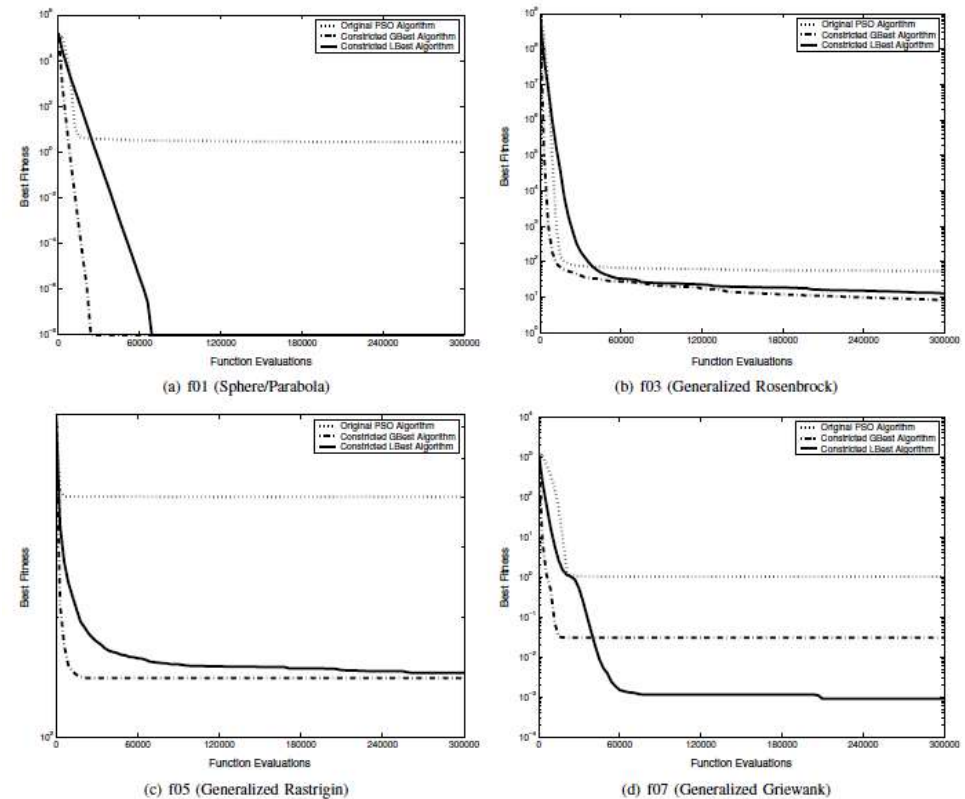 Original PSO Algorithm
Constricted GBest Algorithm
Constricted LBest Algorithm
Best Fitness
0 60000 120000 180000 240000 300000
Function Evaluations
(a) f01 (Sphere/Parabola)
Original PSO Algorithm
Constricted GBest Algorithm
Constricted LBest Algorithm
Best Fitness
0 60000 120000 180000 240000 300000
Function Evaluations
(b) f03 (Generalized Rosenbrock)
Original PSO Algorithm
Constricted GBest Algorithm
Constricted LBest Algorithm
Best Fitness
0 60000 120000 180000 240000 300000
Function Evaluations
(c) f05 (Generalized Rastrigin)
Original PSO Algorithm
Constricted GBest Algorithm
Constricted LBest Algorithm
Best Fitness
0 60000 120000 180000 240000 300000
Function Evaluations
(d) f07 (Generalized Griewank)